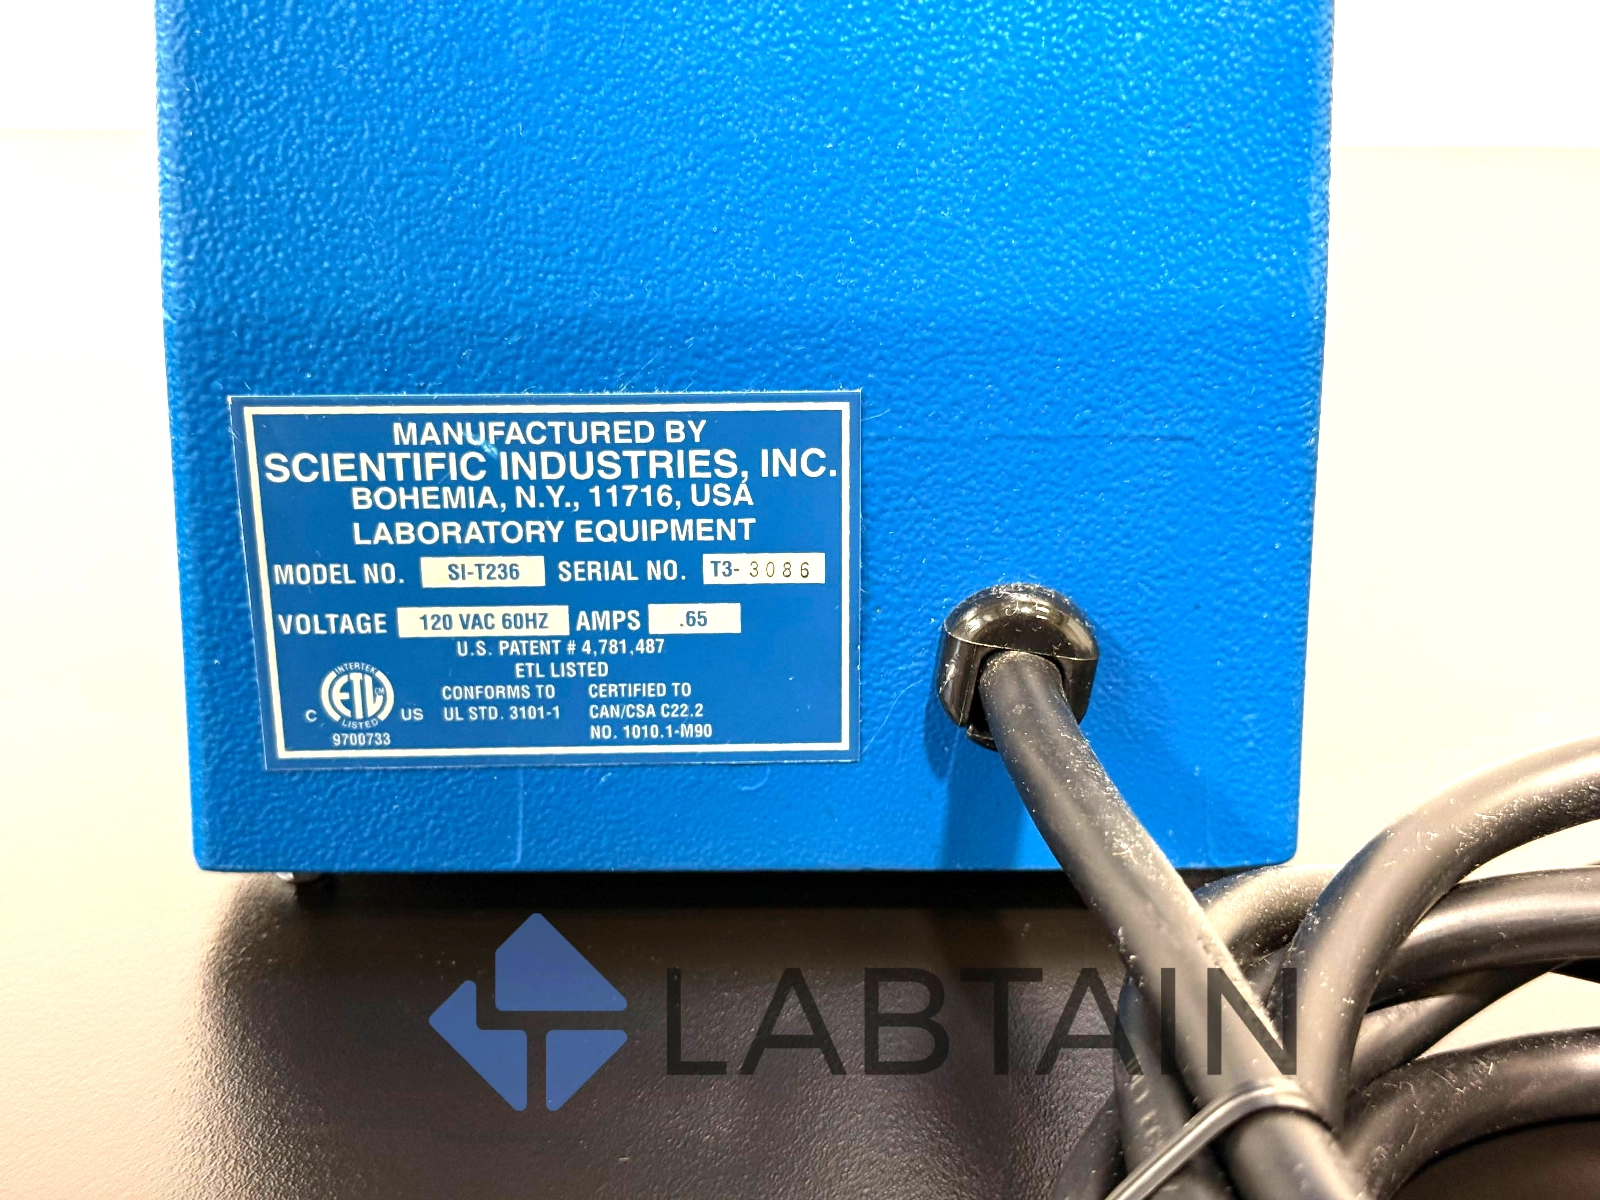 MANUFACTURED BY
SCIENTIFIC INDUSTRIES, INC.
BOHEMIA, N.Y., 11716, USA
LABORATORY EQUIPMENT
MODEL NO. SI-T236 SERIAL NO. T3- 3086
VOLTAGE 120 VAC 60HZ AMPS .65
U.S. PATENT # 4,781,487
ETL LISTED
INTERTEK
ETL CM
LISTED
C US
9700733
CONFORMS TO
UL STD. 3101-1
CERTIFIED TO
CAN/CSA C22.2
NO. 1010.1-M90
LABTAIN